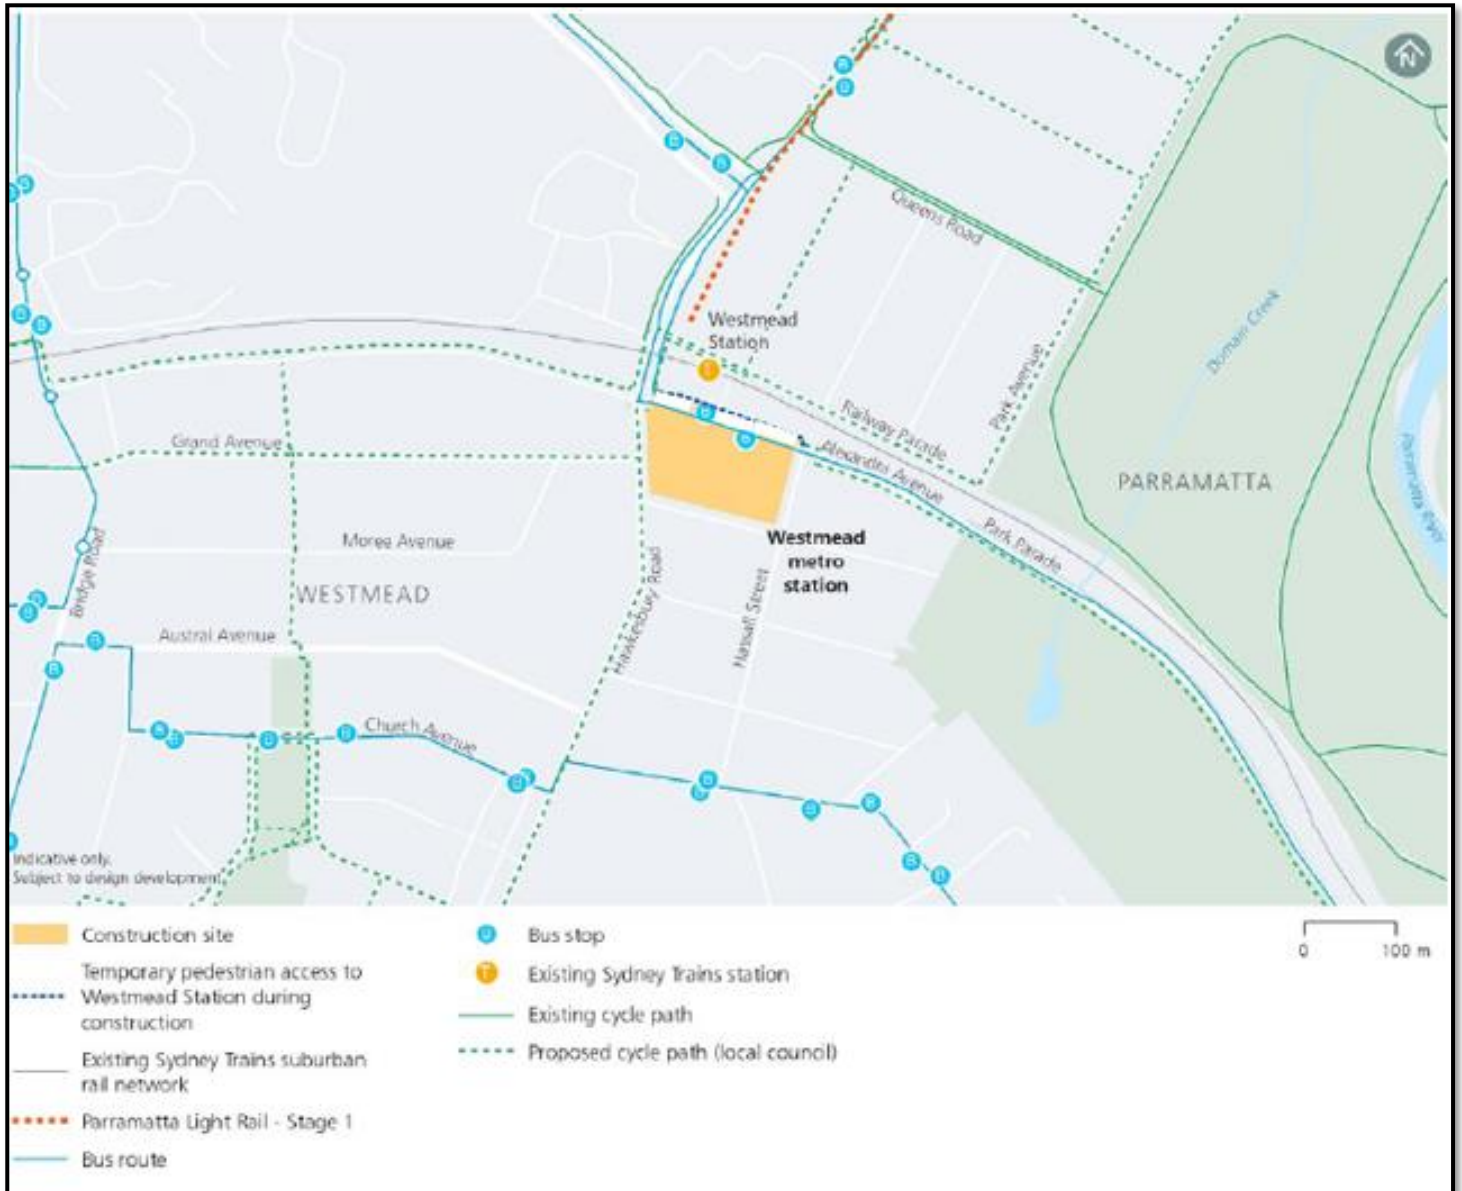 N
B
B
B
B
Queens Road
Westmead
Station
T
Domain Creek
Park Avenue
Railway Parade
Alexandra Avenue
Grand Avenue
PARRAMATTA
Parramatta River
Park Parade
Moree Avenue
Westmead
metro
station
Bridge Road
WESTMEAD
Hawkesbury Road
Hassall Street
Austral Avenue
Church Avenue
Indicative only.
Subject to design development.
Construction site
Temporary pedestrian access to
Westmead Station during
construction
Existing Sydney Trains suburban
rail network
Parramatta Light Rail - Stage 1
Bus route
B Bus stop
T Existing Sydney Trains station
Existing cycle path
Proposed cycle path (local council)
0 100 m